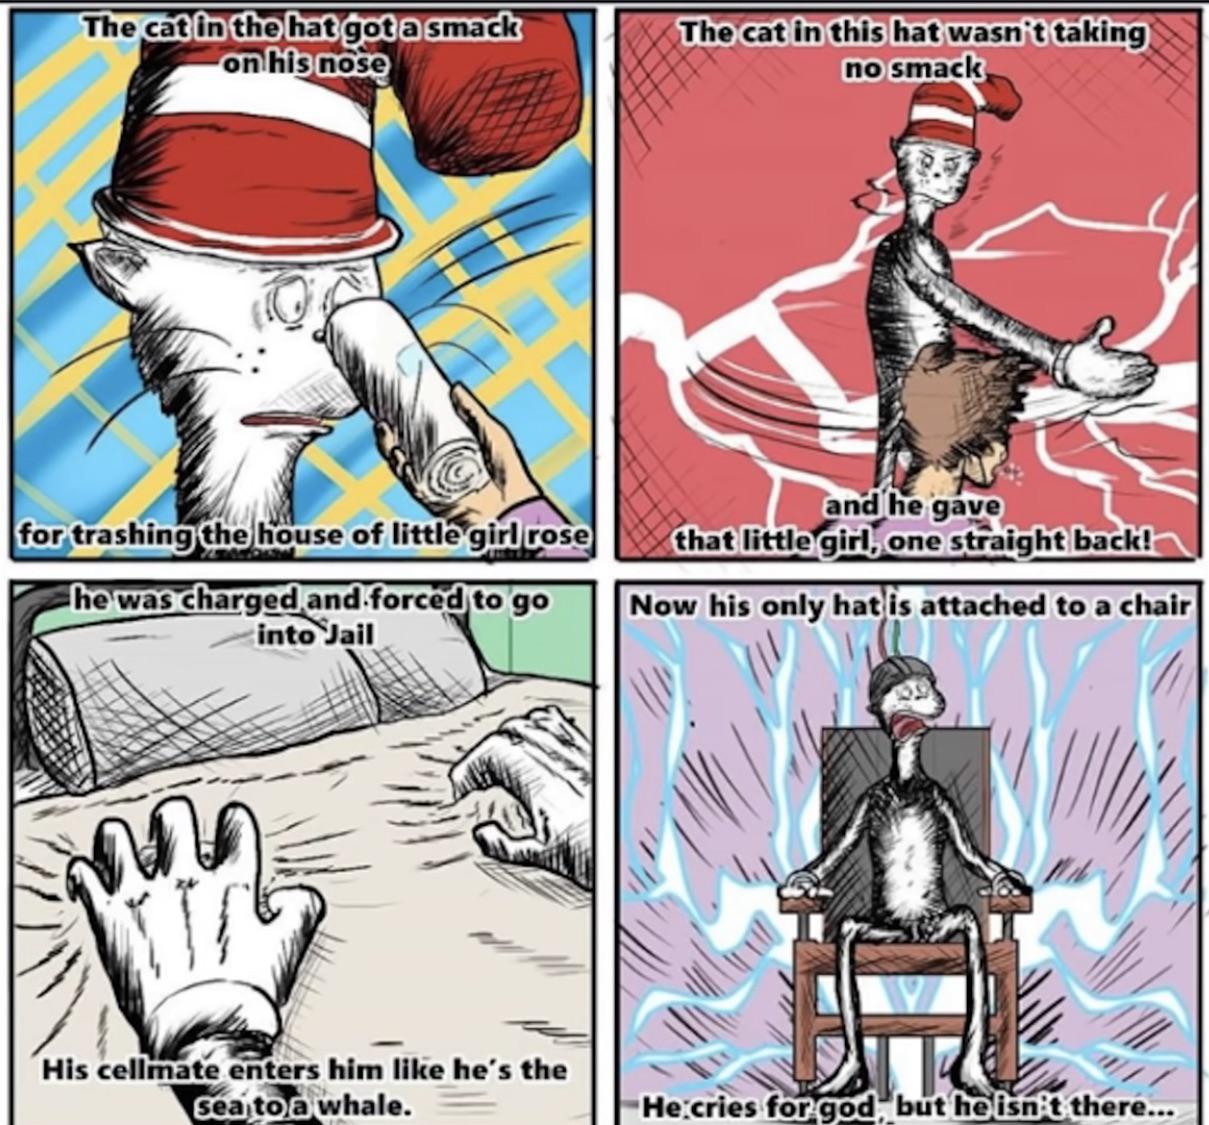 The cat in the hat got a smack
on his nose
for trashing the house of little girl rose
The cat in this hat wasn't taking
no smack
and he gave
that little girl, one straight back!
he was charged and forced to go
into Jail
His cellmate enters him like he's the
sea to a whale.
Now his only hat is attached to a chair
He cries for god, but he isn't there...